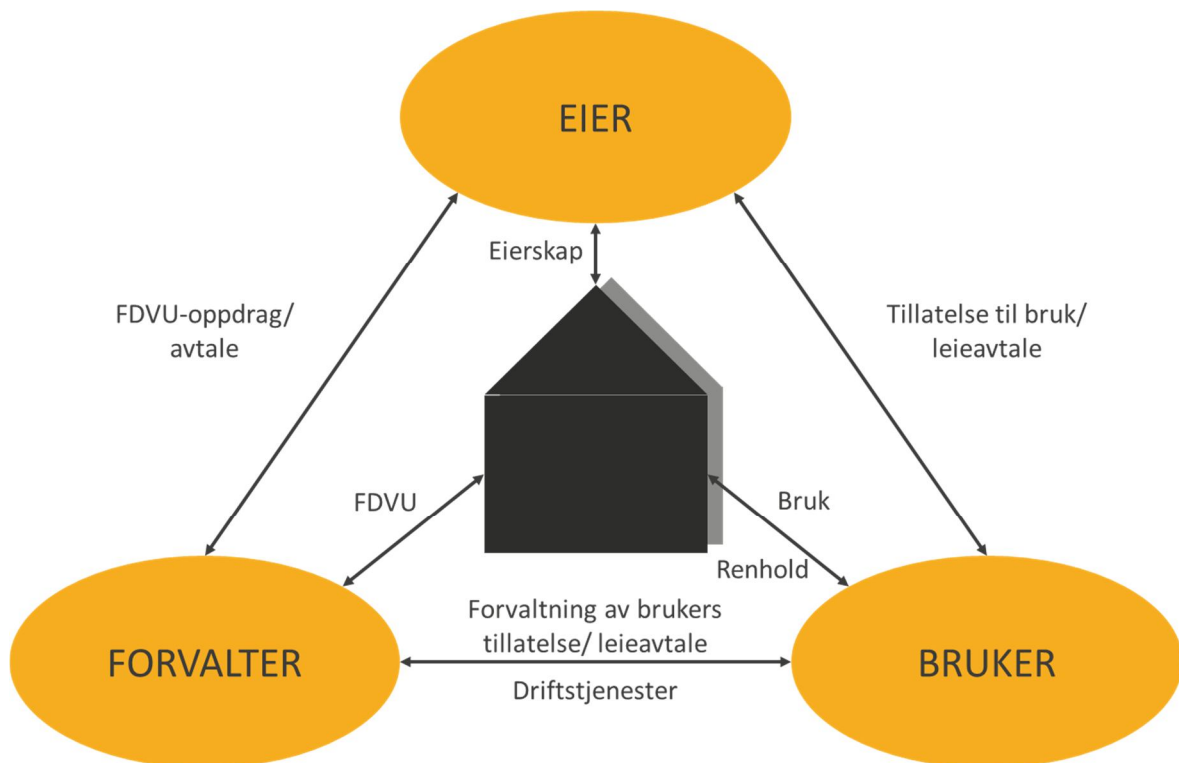 EIER
Eierskap
FDVU-oppdrag/
avtale
Tillatelse til bruk/
leieavtale
FDVU
Bruk
Renhold
Forvaltning av brukers
tillatelse/ leieavtale
FORVALTER
BRUKER
Driftstjenester